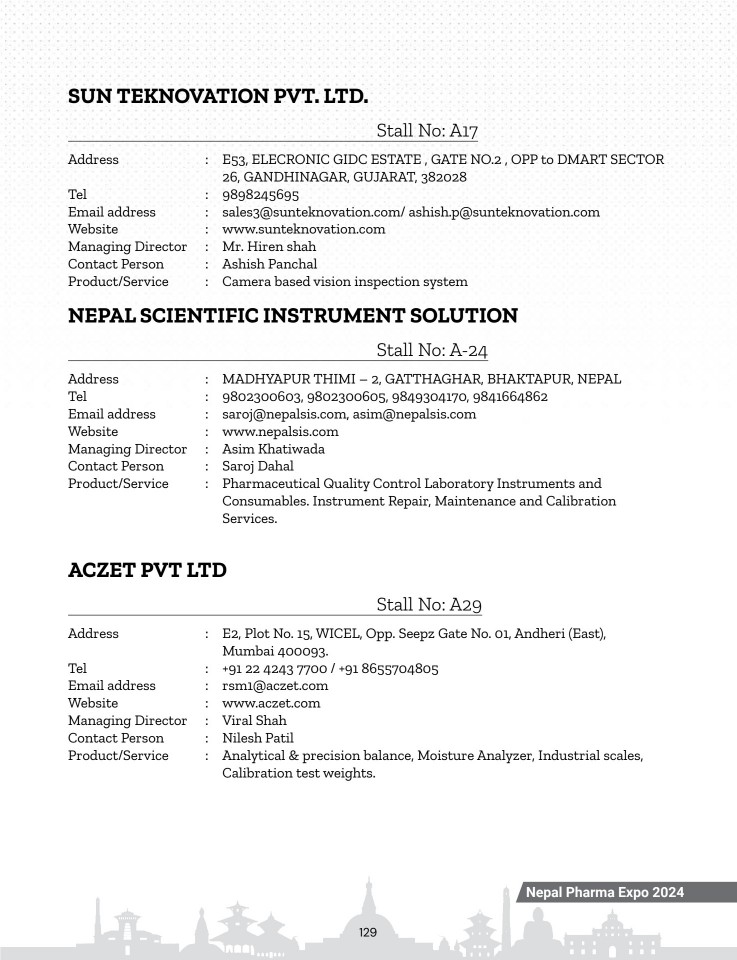 SUN TEKNOVATION PVT. LTD.
Stall No: A17
Address : E53, ELECRONIC GIDC ESTATE , GATE NO.2 , OPP to DMART SECTOR
26, GANDHINAGAR, GUJARAT, 382028
Tel : 9898245695
Email address : sales3@sunteknovation.com/ ashish.p@sunteknovation.com
Website : www.sunteknovation.com
Managing Director : Mr. Hiren shah
Contact Person : Ashish Panchal
Product/Service : Camera based vision inspection system
NEPAL SCIENTIFIC INSTRUMENT SOLUTION
Stall No: A-24
Address : MADHYAPUR THIMI – 2, GATTHAGHAR, BHAKTAPUR, NEPAL
Tel : 9802300603, 9802300605, 9849304170, 9841664862
Email address : saroj@nepalsis.com, asim@nepalsis.com
Website : www.nepalsis.com
Managing Director : Asim Khatiwada
Contact Person : Saroj Dahal
Product/Service : Pharmaceutical Quality Control Laboratory Instruments and
Consumables. Instrument Repair, Maintenance and Calibration
Services.
ACZET PVT LTD
Stall No: A29
Address : E2, Plot No. 15, WICEL, Opp. Seepz Gate No. 01, Andheri (East),
Mumbai 400093.
Tel : +91 22 4243 7700 / +91 8655704805
Email address : rsm1@aczet.com
Website : www.aczet.com
Managing Director : Viral Shah
Contact Person : Nilesh Patil
Product/Service : Analytical & precision balance, Moisture Analyzer, Industrial scales,
Calibration test weights.
Nepal Pharma Expo 2024
129